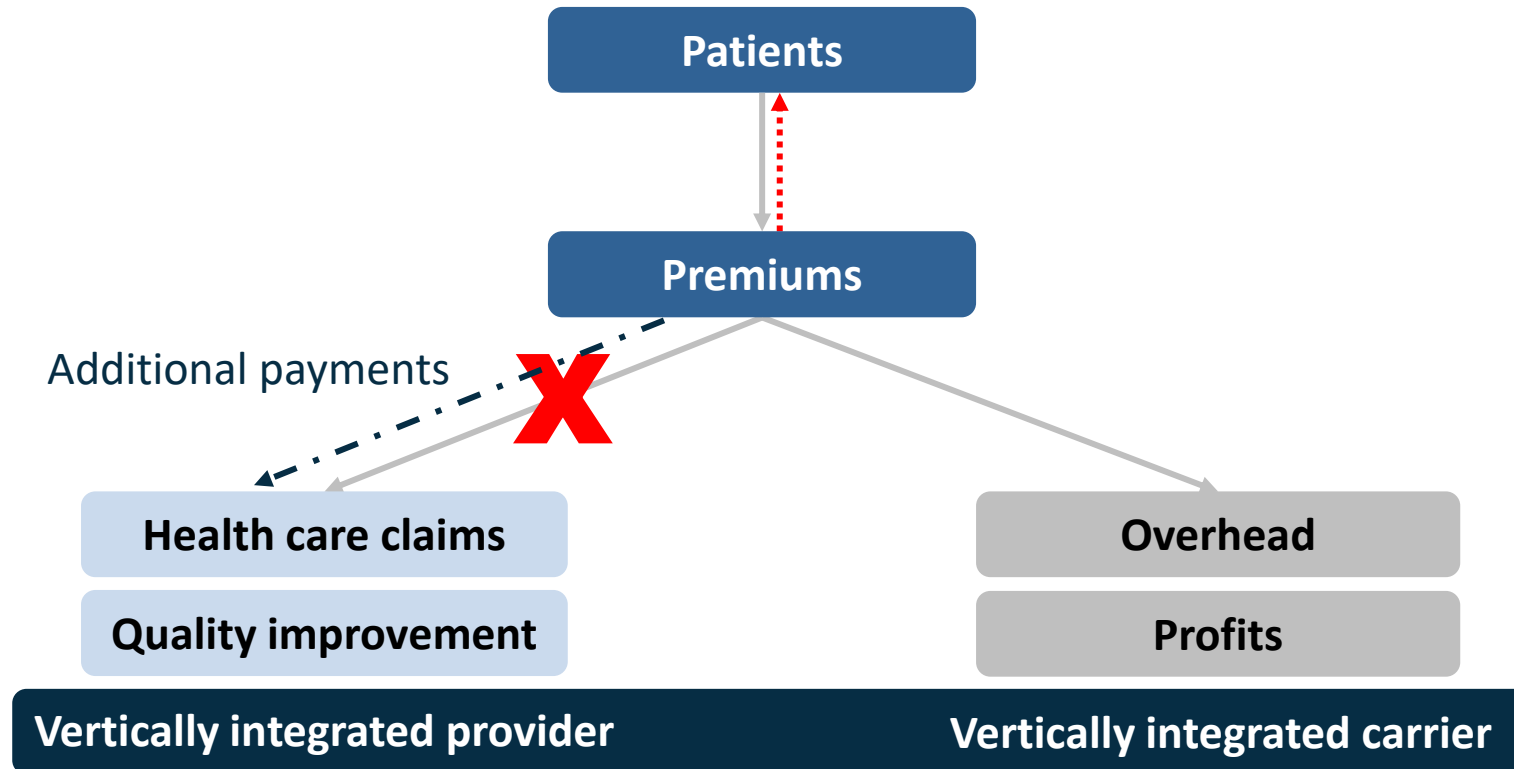 Patients
Premiums
Additional payments
Health care claims
Overhead
Quality improvement
Profits
Vertically integrated provider
Vertically integrated carrier